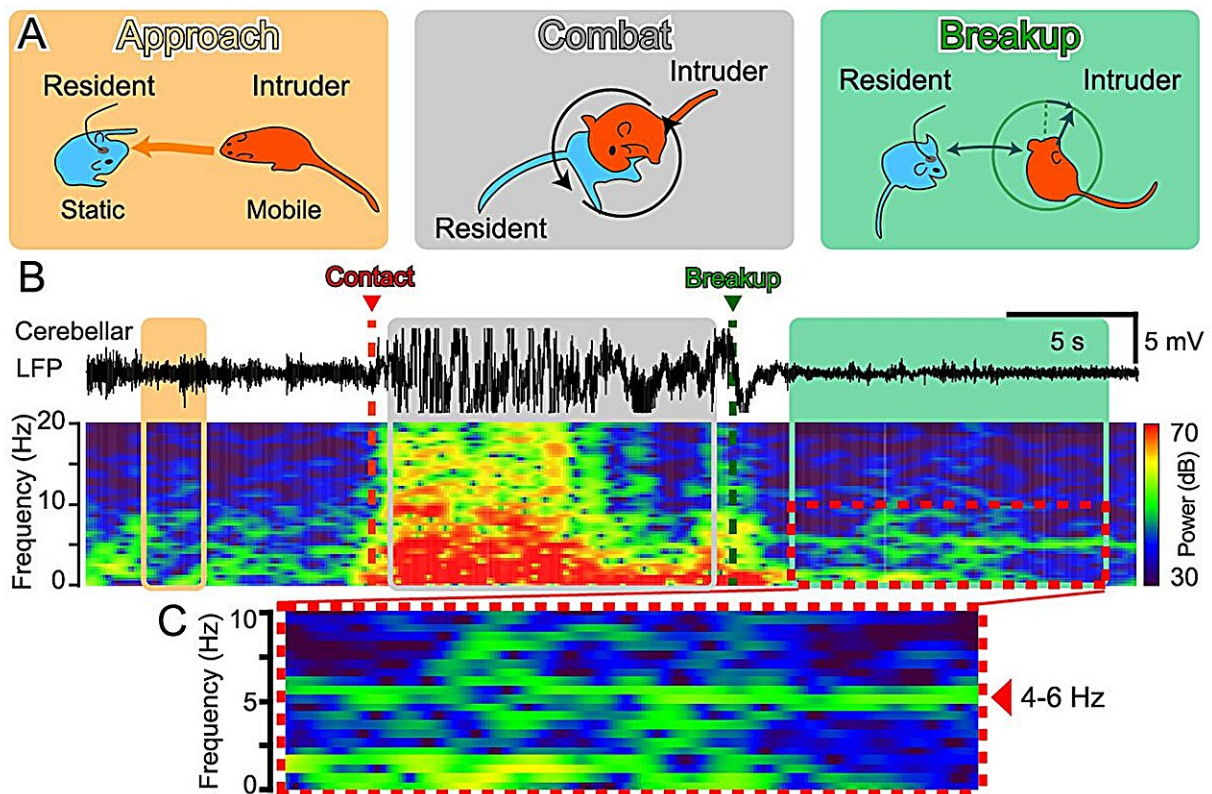 A
Approach
Resident
Intruder
Static
Mobile
Combat
Intruder
Resident
Breakup
Resident
Intruder
B
Contact
Breakup
Cerebellar
LFP
5 s
5 mV
Frequency (Hz)
20
10
0
70
Power (dB)
30
C
Frequency (Hz)
10
5
0
4-6 Hz